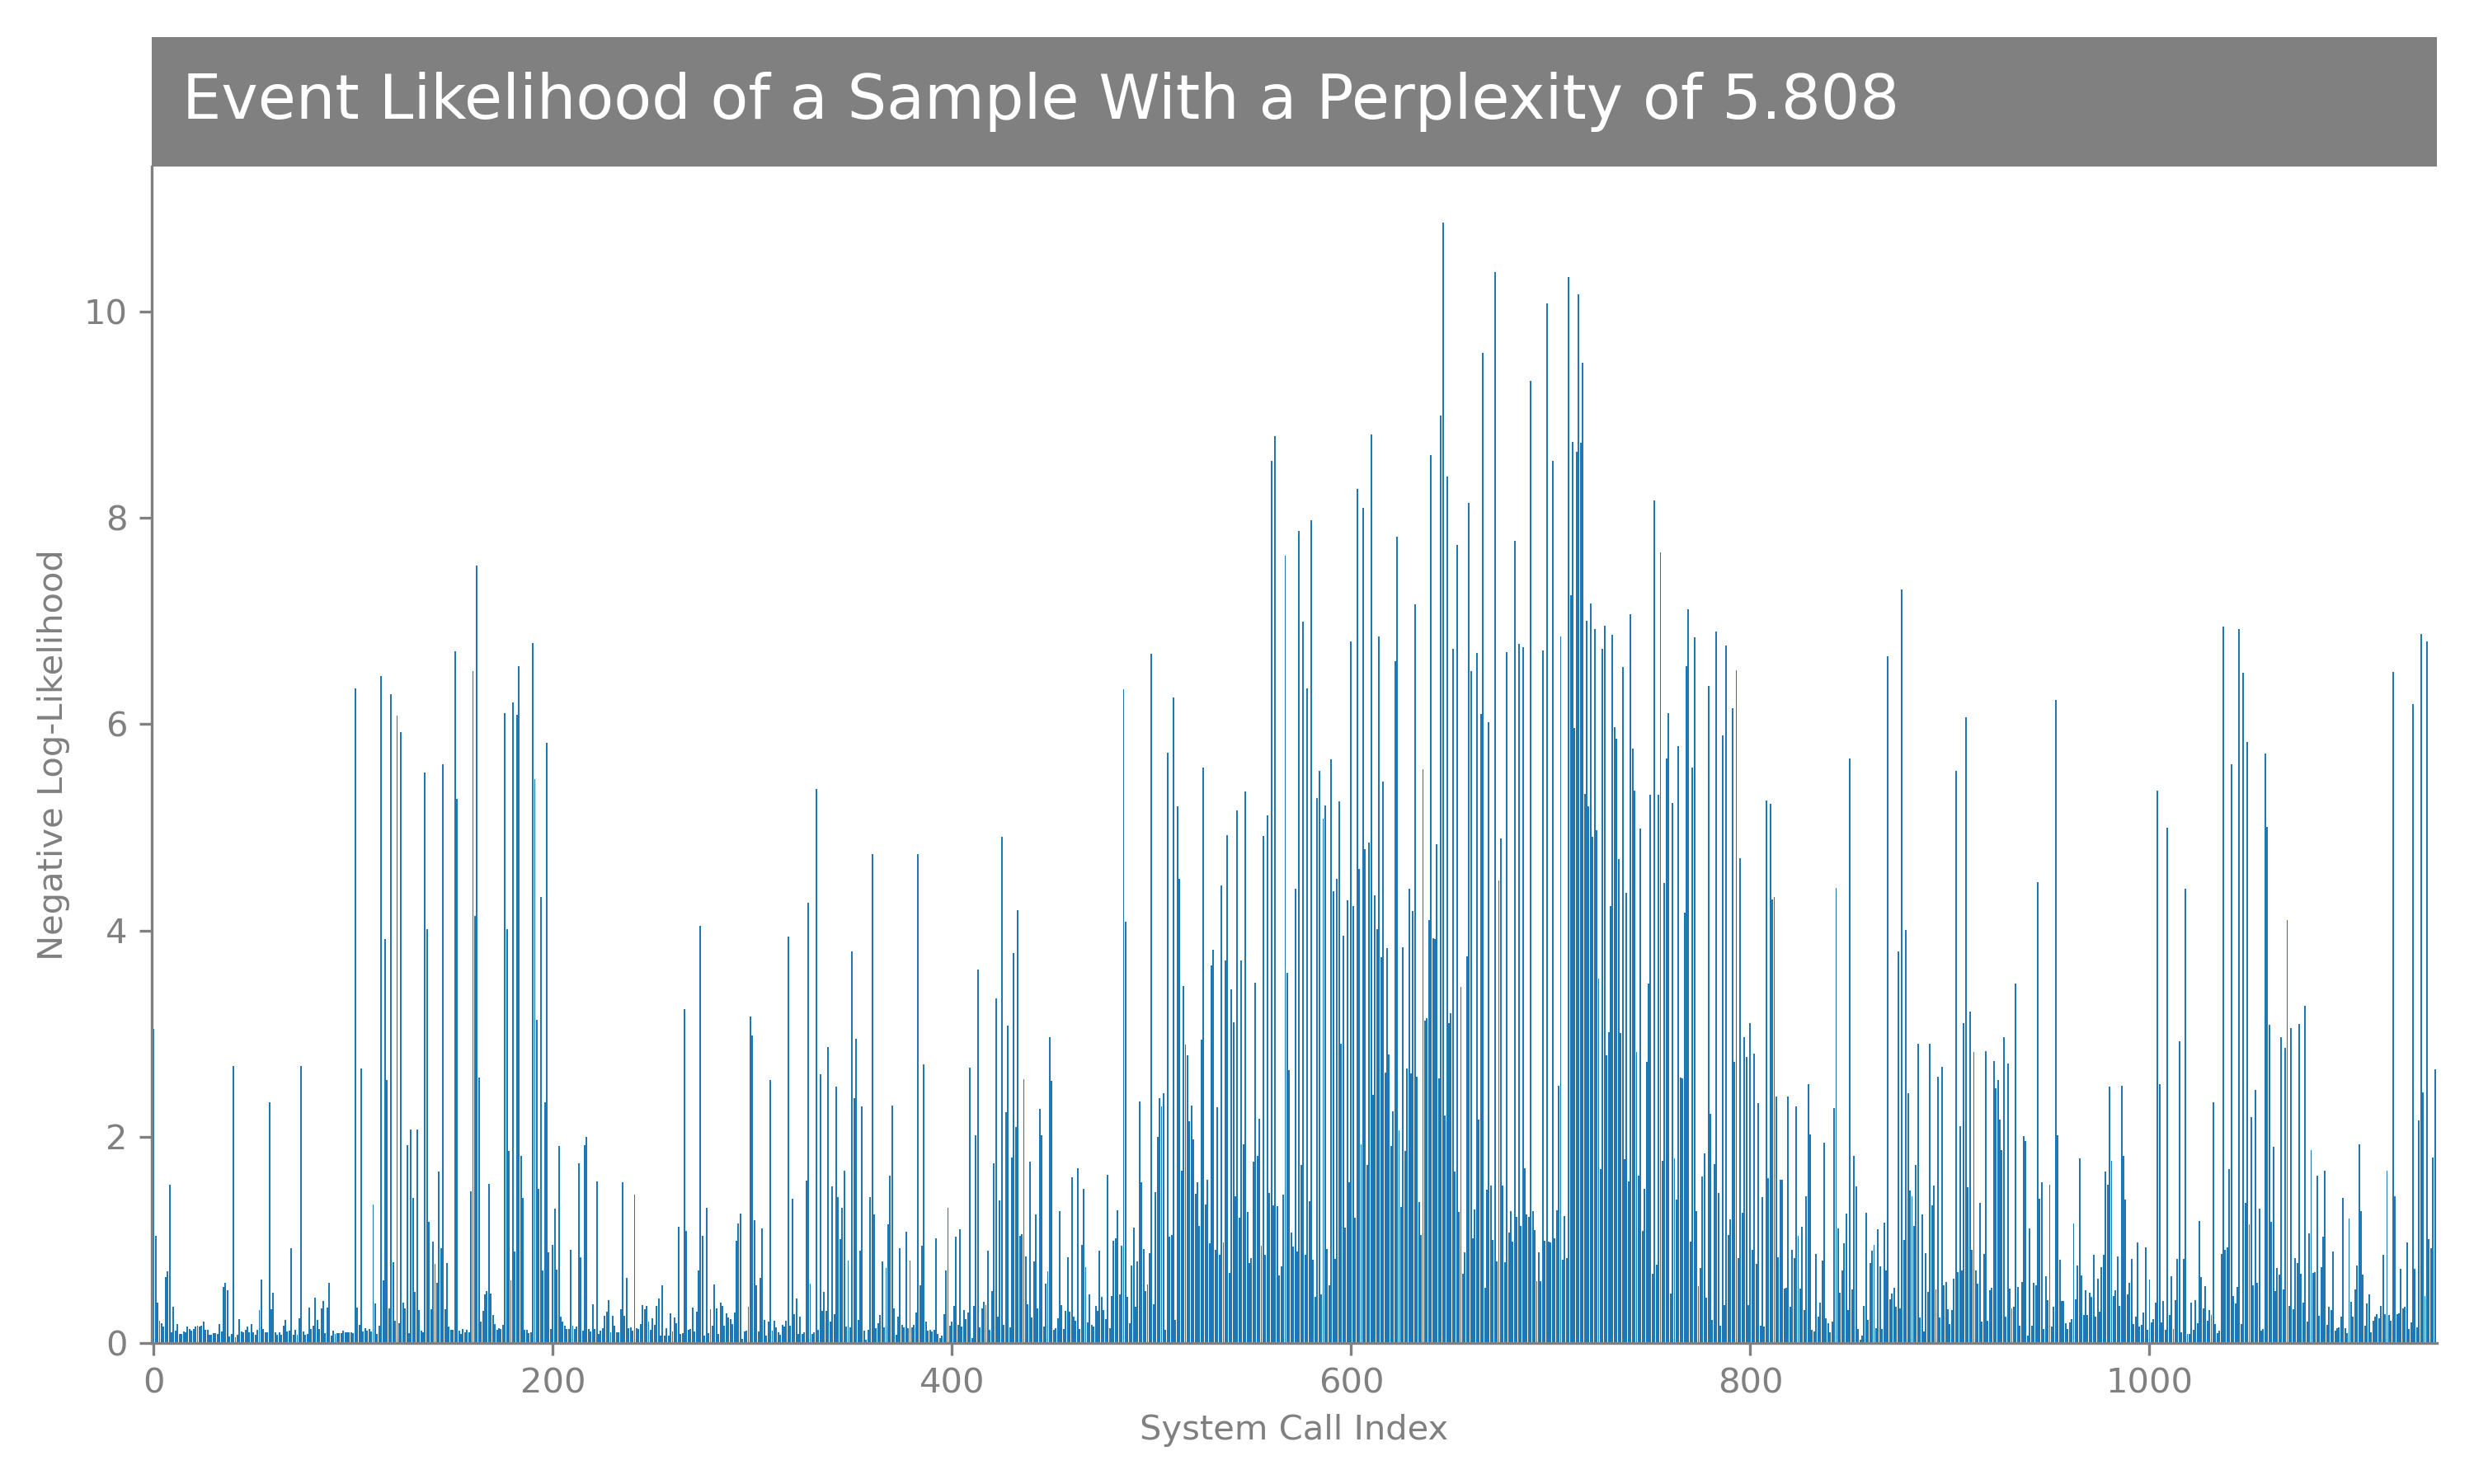 Event Likelihood of a Sample With a Perplexity of 5.808
Negative Log-Likelihood
10
8
6
4
2
0
0 200 400 600 800 1000
System Call Index